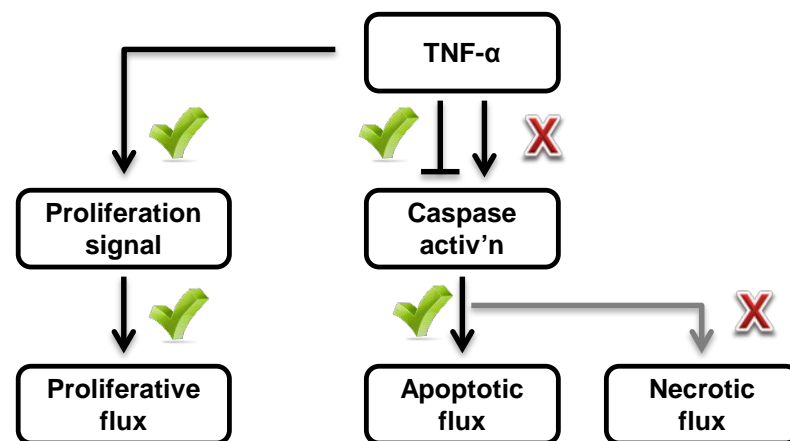 TNF-α
X
Proliferation
signal
Caspase
activ’n
X
Proliferative
flux
Apoptotic
flux
Necrotic
flux